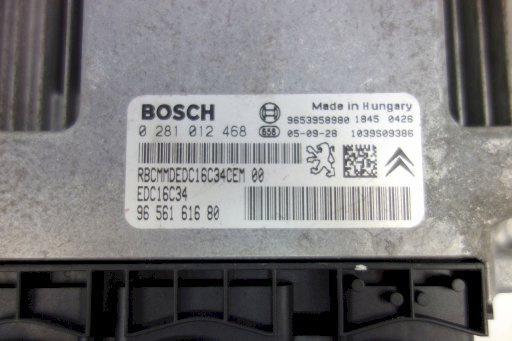 BOSCH Made in Hungary
9653958980 1845 0426
0 281 012 468 658 05-09-28 1039S09386
RBCMMDEDC16C34CEM 00
EDC16C34
96 561 616 80